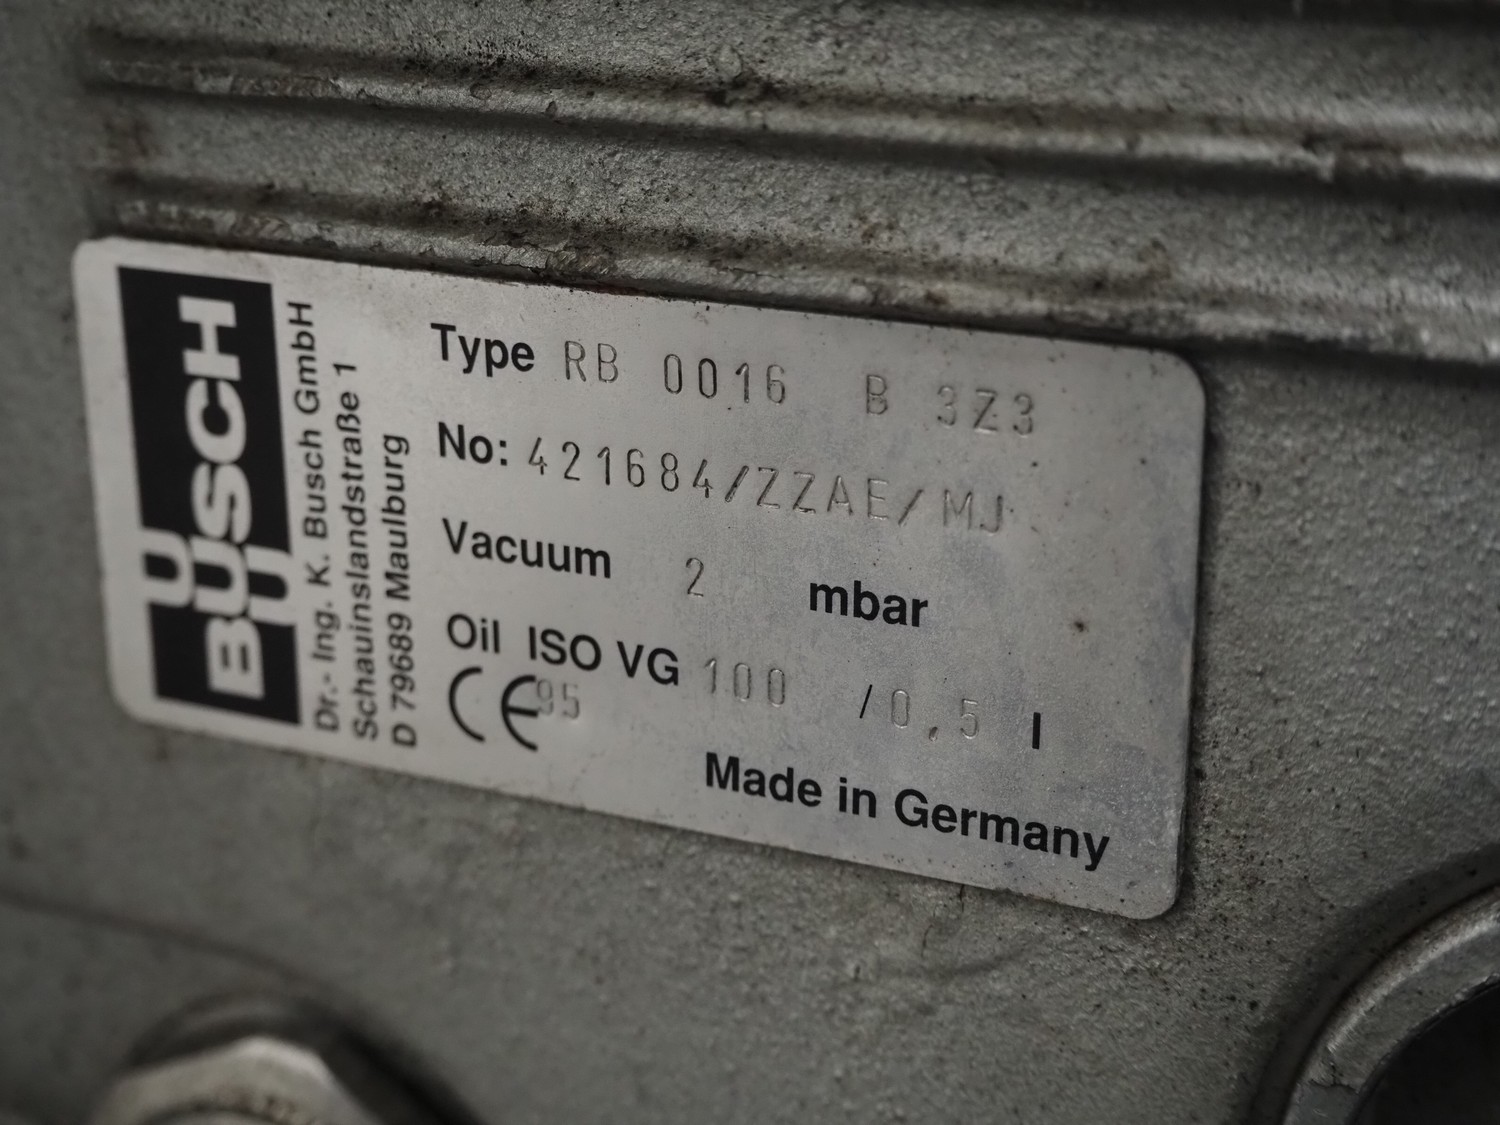 BUSCH
Dr.- Ing. K. Busch GmbH
Schauinslandstraße 1
D 79689 Maulburg
Type RB 0016 B 3Z3
No: 421684/ZZAE/MJ
Vacuum 2 mbar
Oil ISO VG 100 /0,5 l
CE 95
Made in Germany